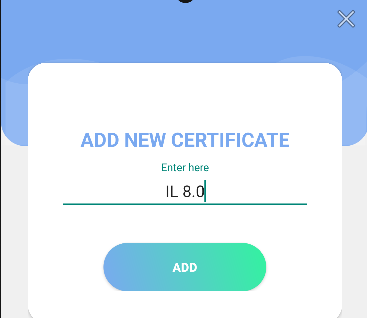 ADD NEW CERTIFICATE
Enter here
IL 8.0
ADD